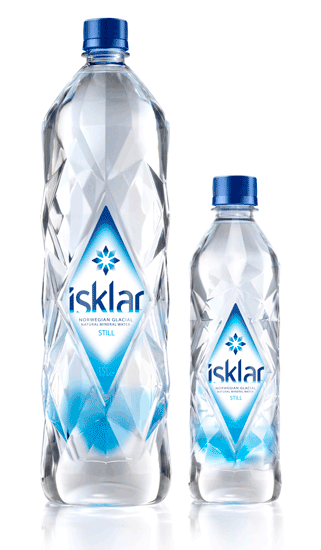 isklar
NORWEGIAN GLACIAL
NATURAL MINERAL WATER
STILL
isklar
NORWEGIAN GLACIAL
NATURAL MINERAL WATER
STILL